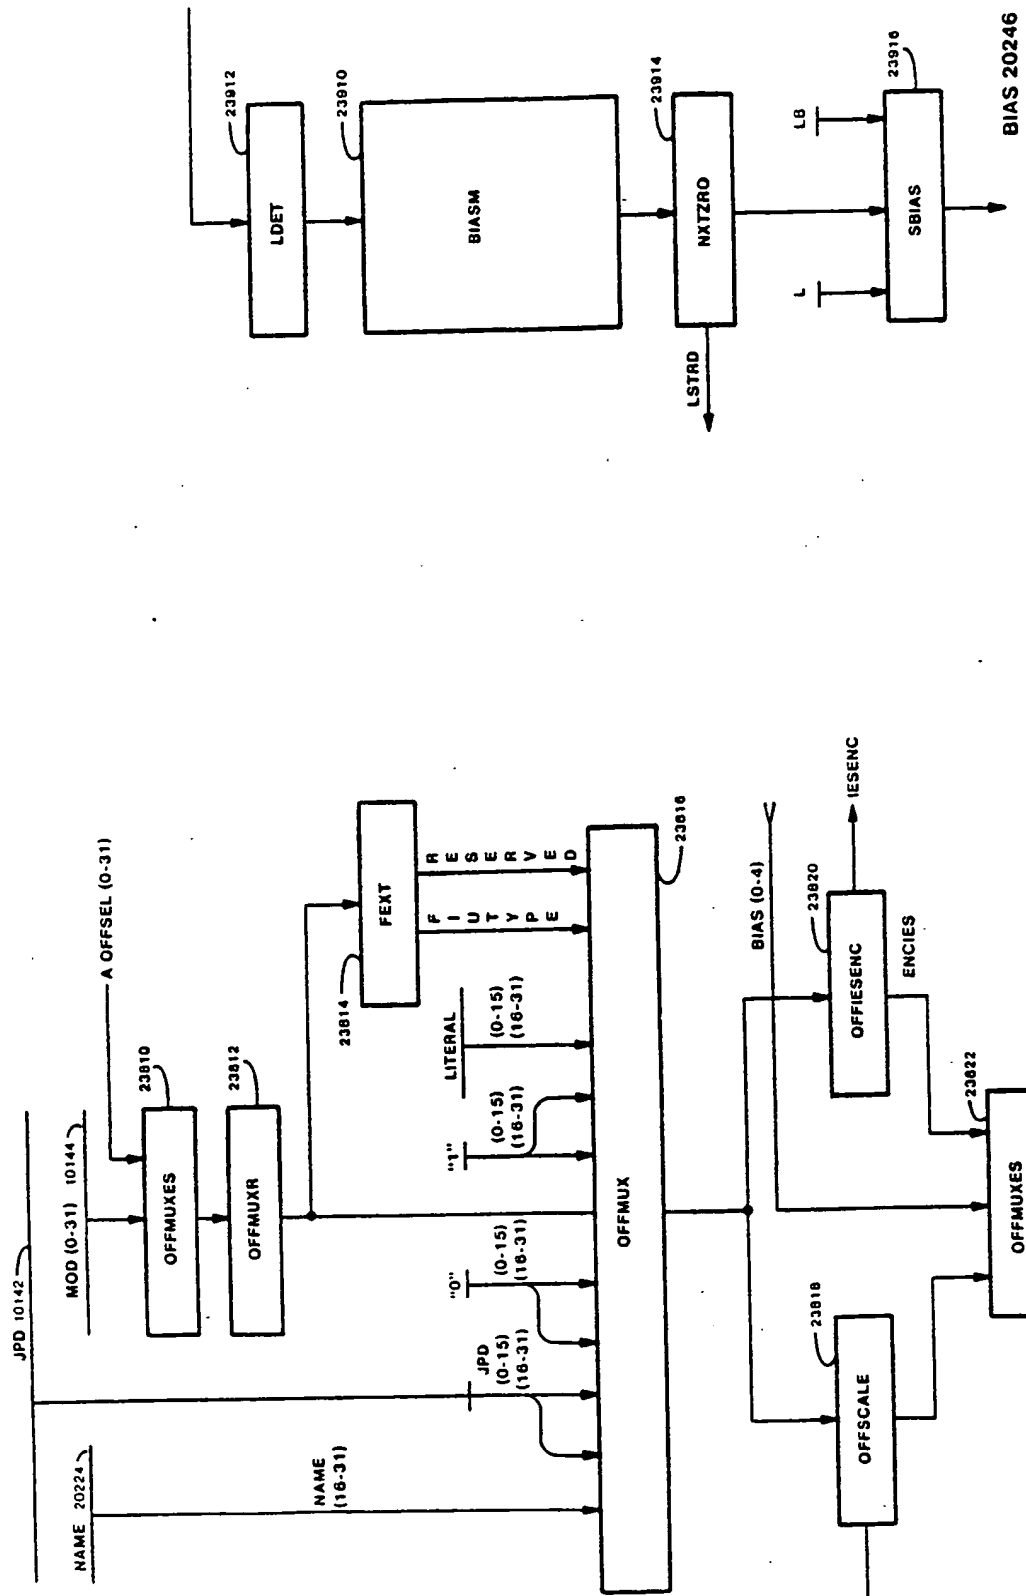 JPD 10142
NAME 20224
MOD (0-31) 10144
A OFFSEL (0-31)
23810
OFFMUXES
23812
OFFMUXR
23814
FEXT
NAME
(16-31)
JPD
(0-15)
(16-31)
"0"
(0-15)
(16-31)
"1"
(0-15)
(16-31)
LITERAL
(0-15)
(16-31)
FIUTYPE
RESERVED
OFFMUX
23816
BIAS (0-4)
23818
OFFSCALE
23820
OFFIESENC
IESENC
ENCIES
23822
OFFMUXES
23912
LDET
23910
BIASM
23914
NXTZRO
LSTRD
L
LB
23916
SBIAS
BIAS 20246